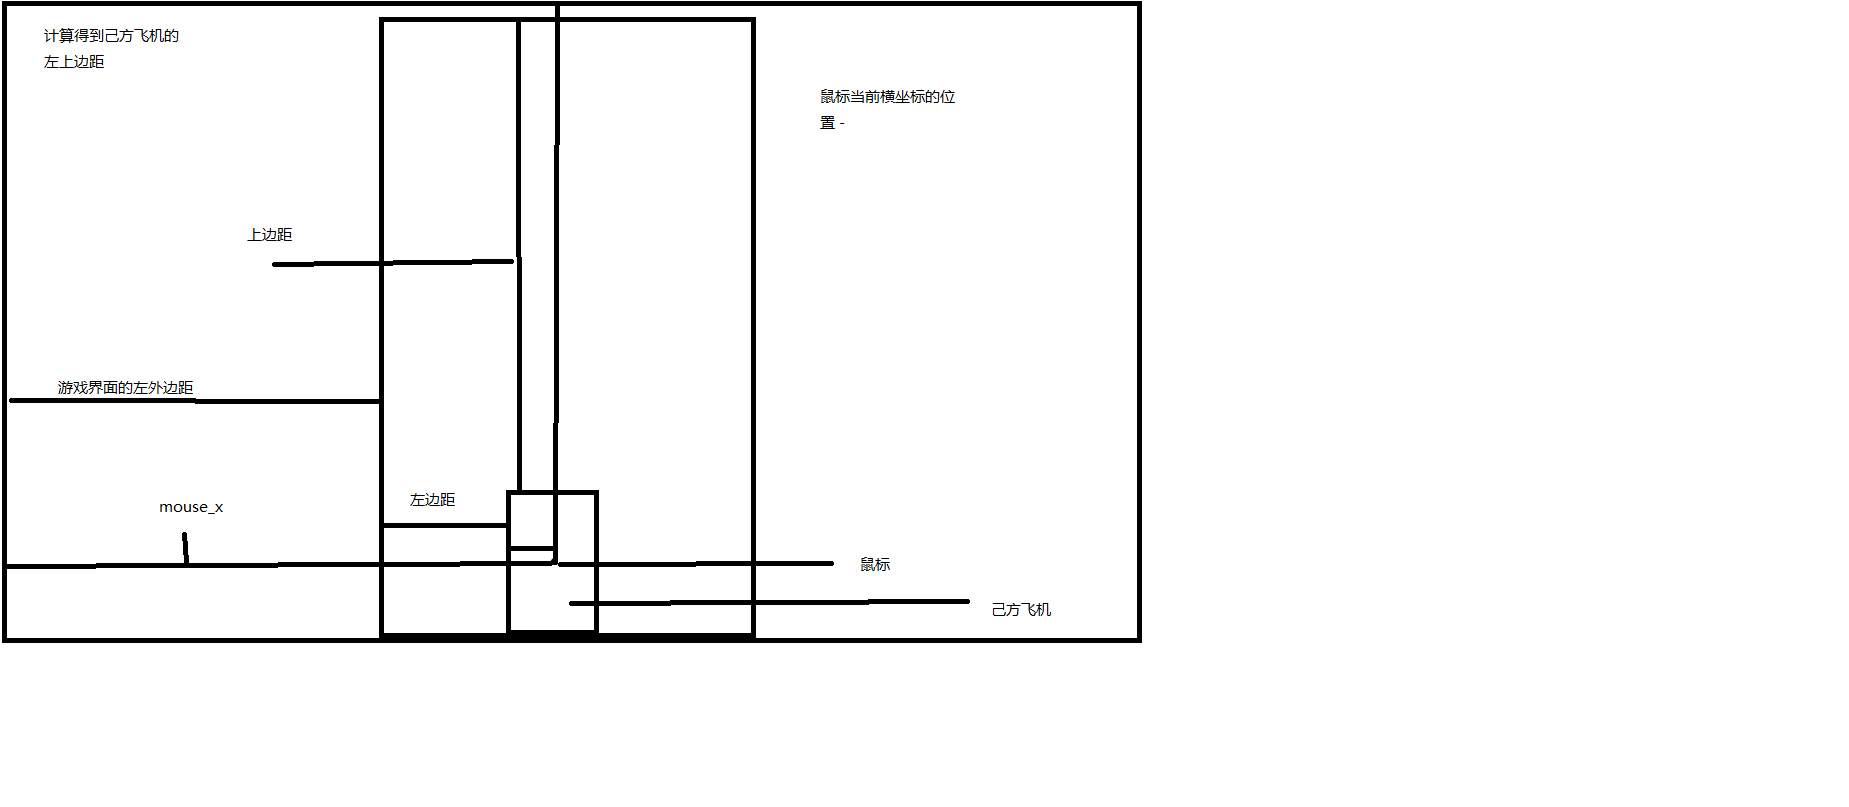 计算得到己方飞机的
左上边距
鼠标当前横坐标的位
置 -
上边距
游戏界面的左外边距
左边距
mouse_x
鼠标
己方飞机